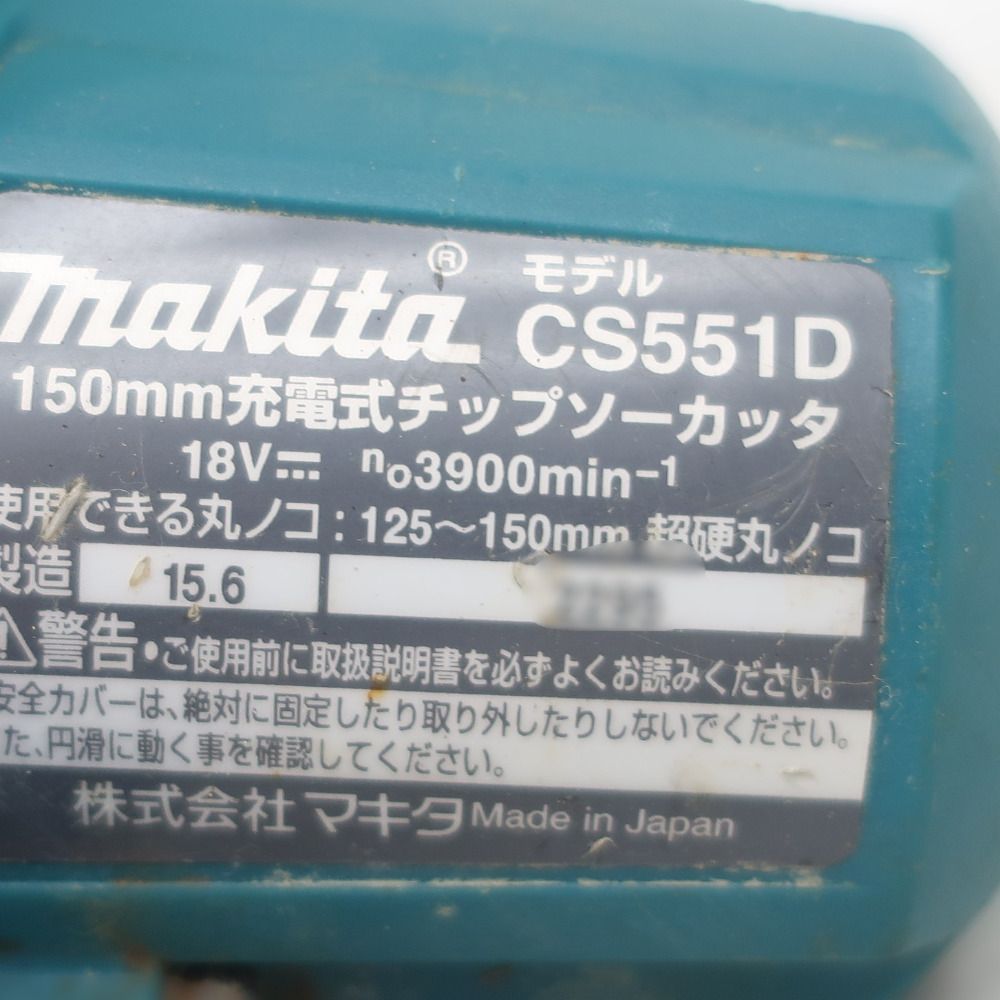 makita® モデル CS551D
150mm充電式チップソーカッタ
18V⎓ no3900min-1
使用できる丸ノコ:125~150mm 超硬丸ノコ
製造 15.6
警告・ご使用前に取扱説明書を必ずよくお読みください。
安全カバーは、絶対に固定したり取り外したりしないでください。
た、円滑に動く事を確認してください。
株式会社マキタ Made in Japan